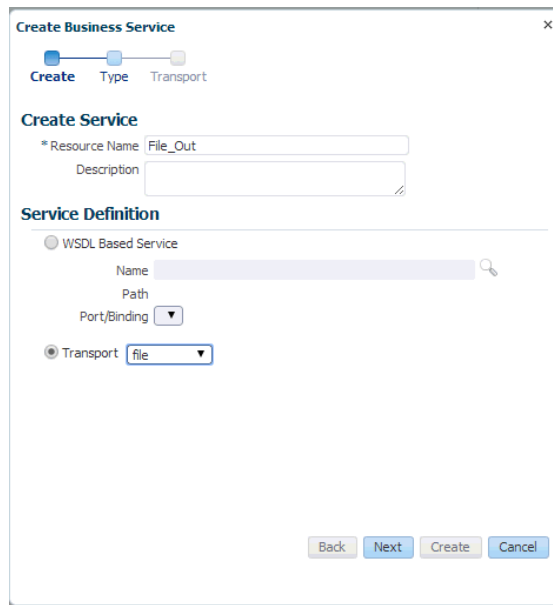 Create Business Service
Create Type Transport
Create Service
* Resource Name File_Out
Description
Service Definition
WSDL Based Service
Name
Path
Port/Binding
Transport file
Back Next Create Cancel